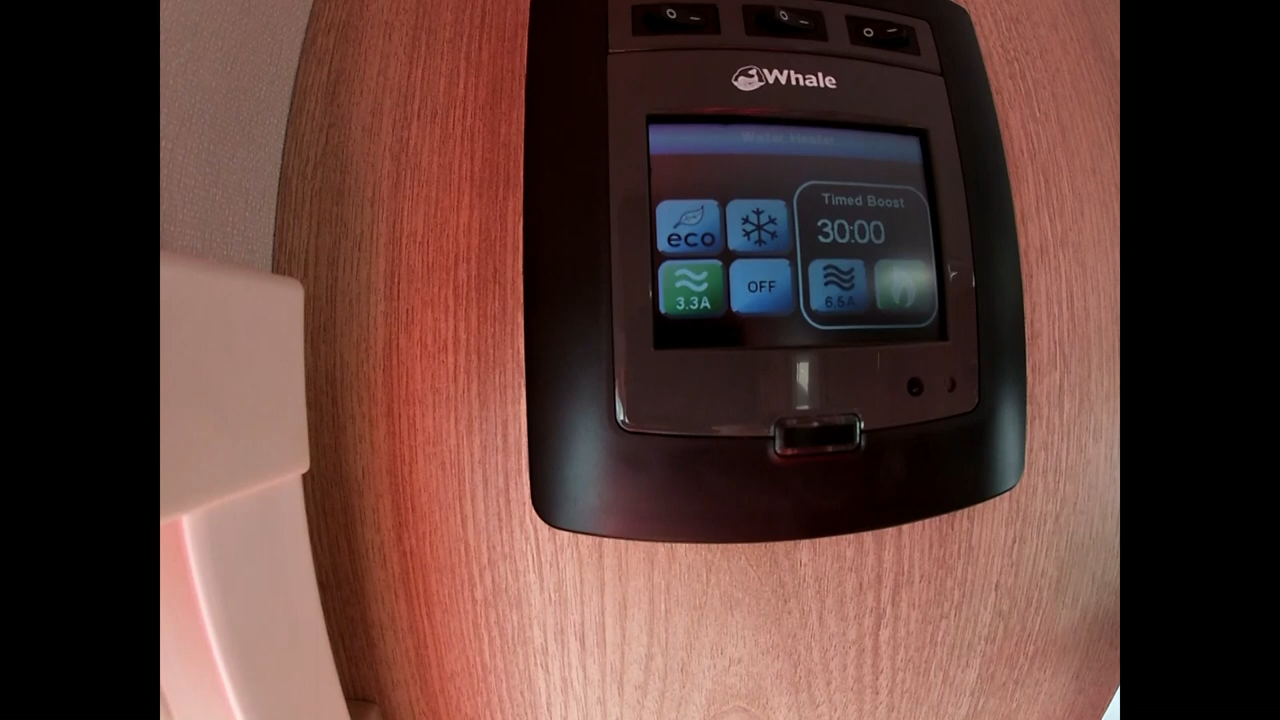 O –
O –
O –
Whale
Water Heater
eco
Timed Boost
30:00
3.3A
OFF
6.5A